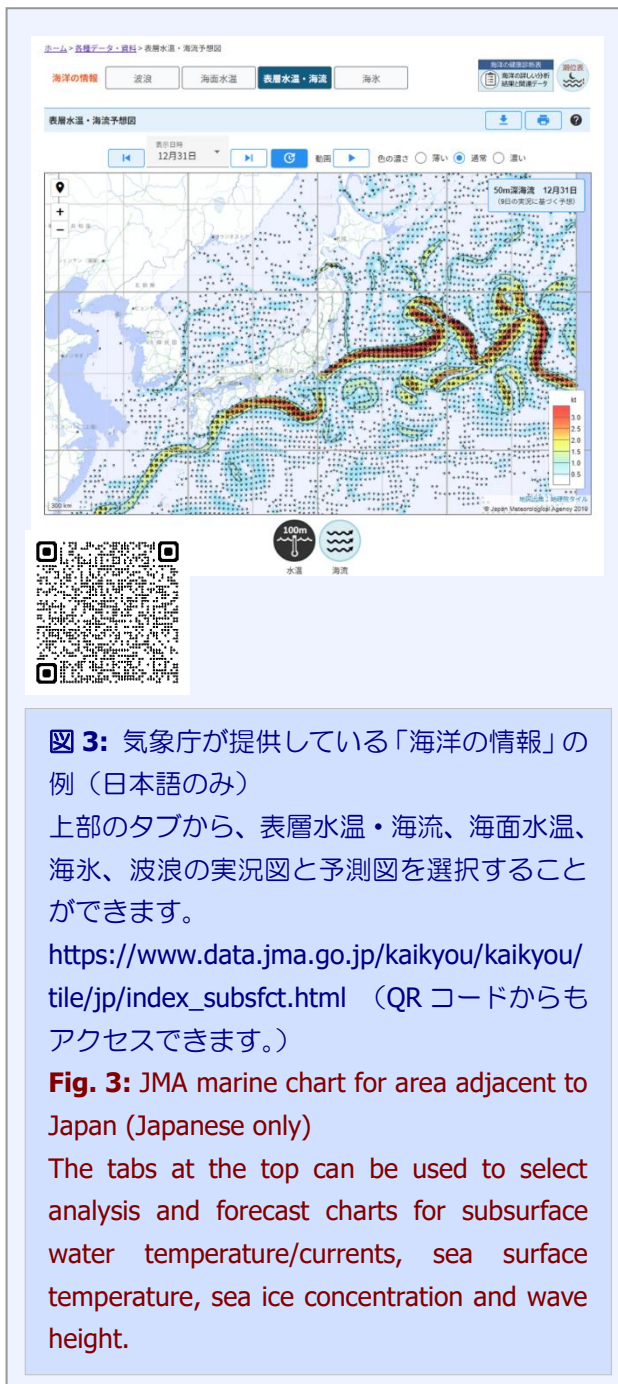 ホーム > 各種データ・資料 > 表層水温・海流予想図
海洋の情報
波浪
海面水温
表層水温・海流
海氷
海洋の健康診断表
海洋の詳しい分析
結果と関連データ
潮位表
表層水温・海流予想図
表示日時
12月31日
動画
色の濃さ
薄い
通常
濃い
50m深海流 12月31日
(9日の実況に基づく予想)
+
−
kt
3.0
2.5
2.0
1.5
1.0
0.5
300 km
地図出典:地理院タイル
© Japan Meteorological Agency 2019
100m
水温
海流
図 3: 気象庁が提供している「海洋の情報」の
例(日本語のみ)
上部のタブから、表層水温・海流、海面水温、
海氷、波浪の実況図と予測図を選択すること
ができます。
https://www.data.jma.go.jp/kaikyou/kaikyou/
tile/jp/index_subsfct.html (QR コードからも
アクセスできます。)
Fig. 3: JMA marine chart for area adjacent to
Japan (Japanese only)
The tabs at the top can be used to select
analysis and forecast charts for subsurface
water temperature/currents, sea surface
temperature, sea ice concentration and wave
height.